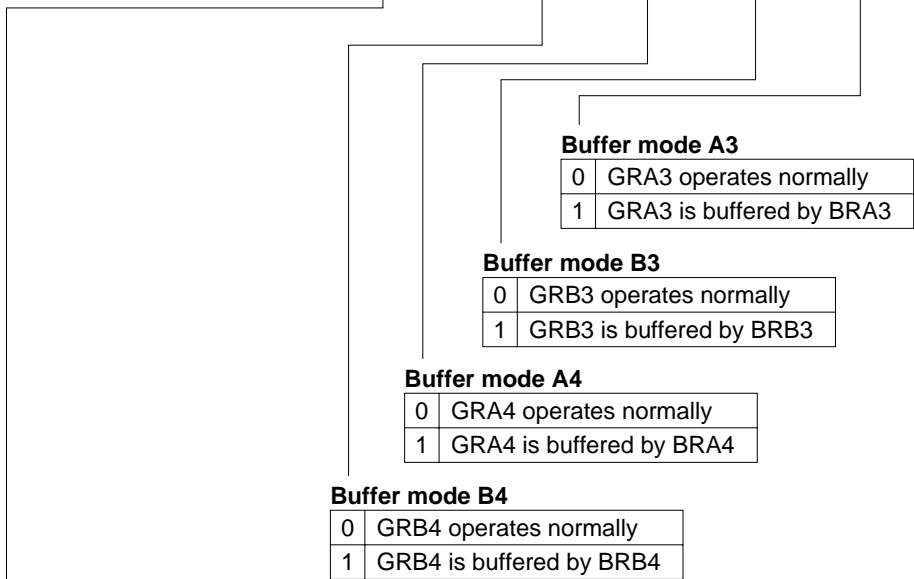 Buffer mode A3
0 GRA3 operates normally
1 GRA3 is buffered by BRA3
Buffer mode B3
0 GRB3 operates normally
1 GRB3 is buffered by BRB3
Buffer mode A4
0 GRA4 operates normally
1 GRA4 is buffered by BRA4
Buffer mode B4
0 GRB4 operates normally
1 GRB4 is buffered by BRB4